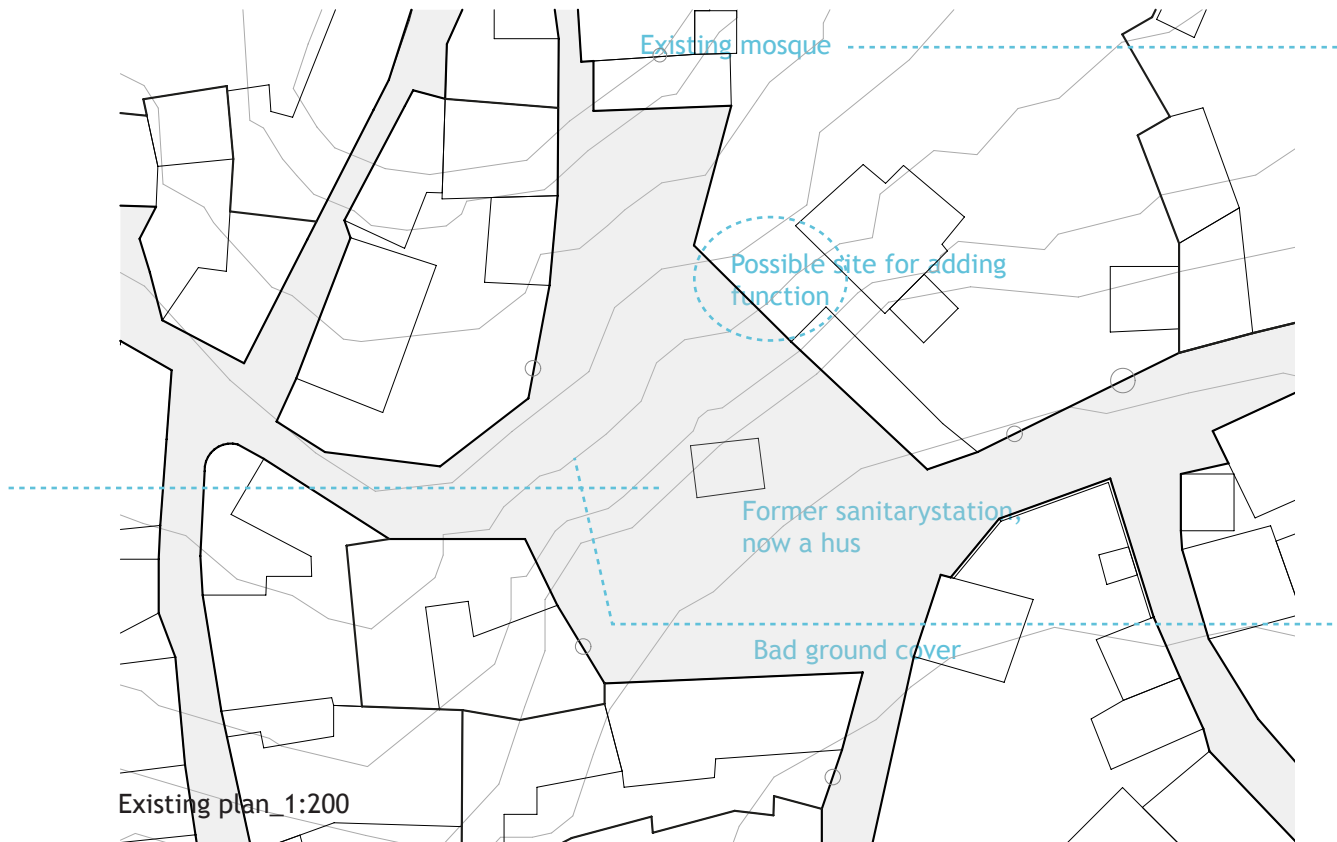 Existing mosque
Possible site for adding
function
Former sanitarystation,
now a hus
Bad ground cover
Existing plan_1:200